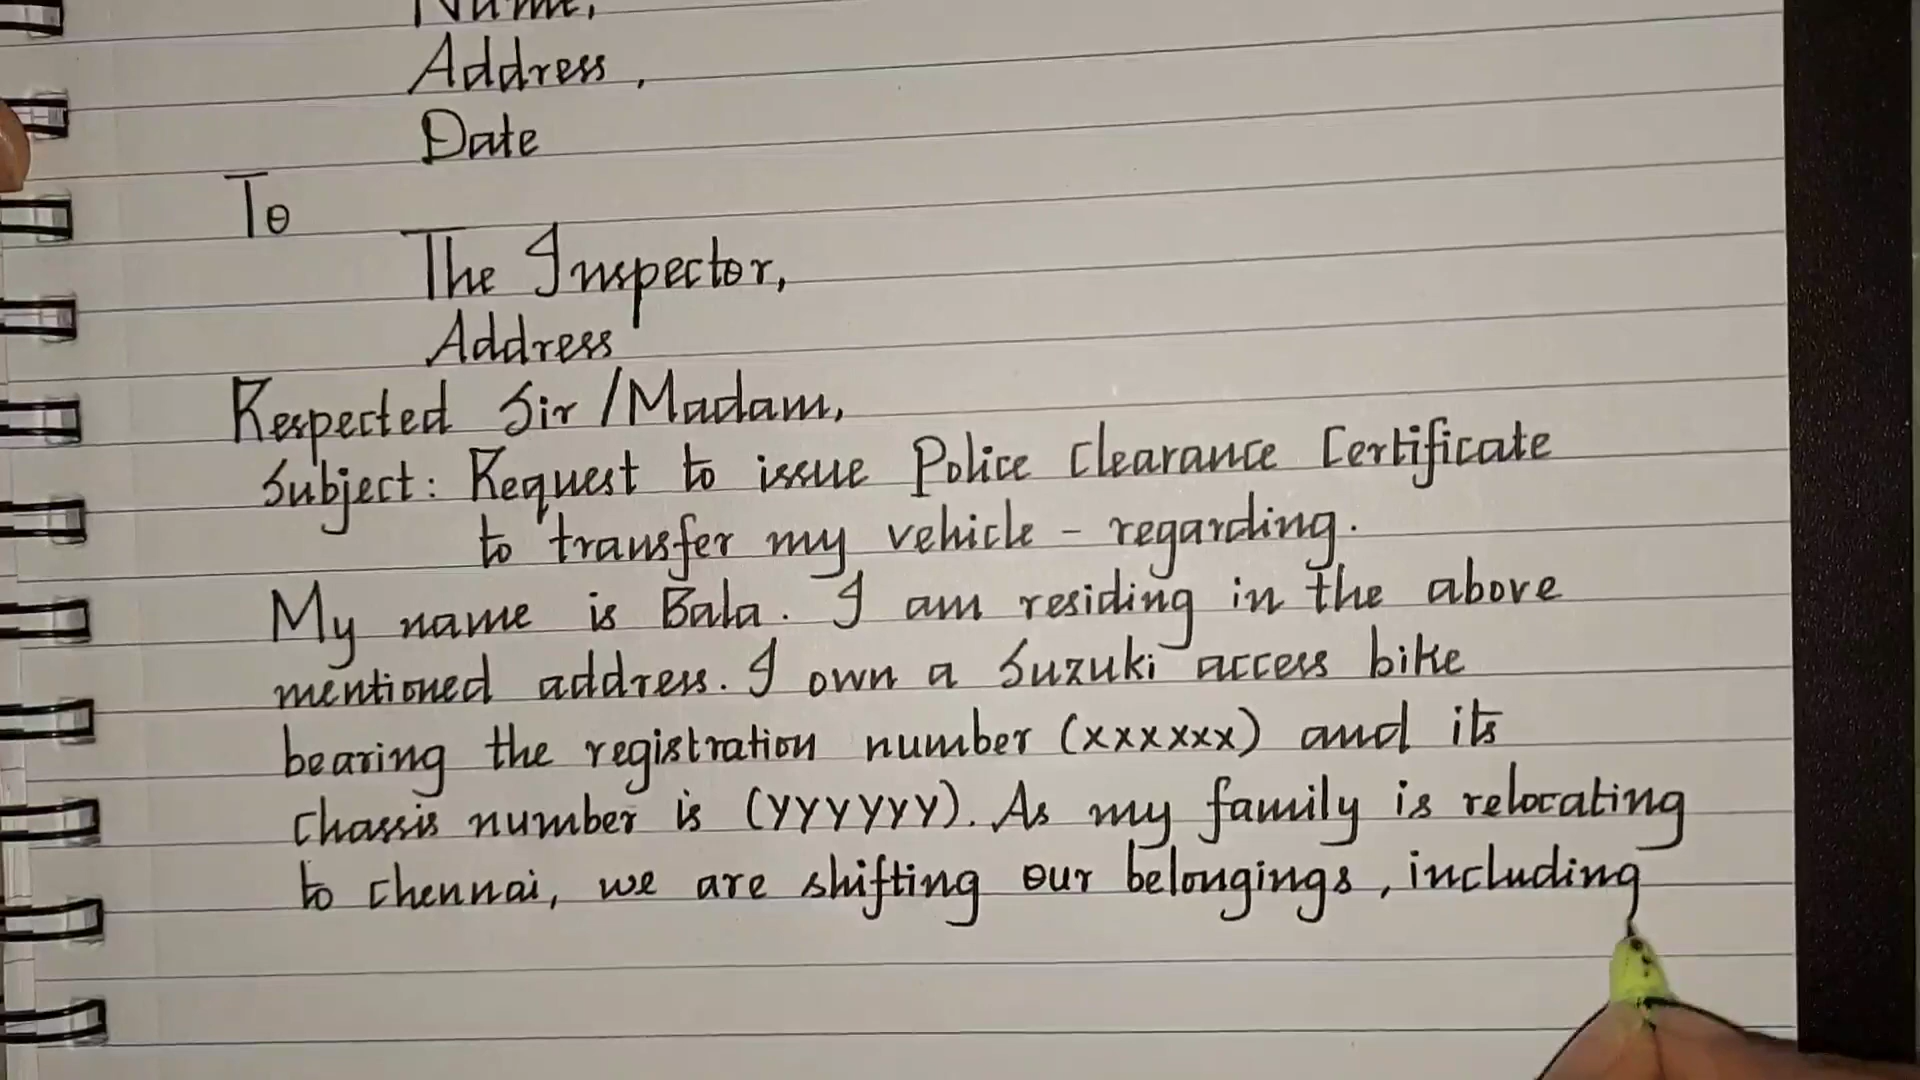 Name,
Address,
Date
To
The Inspector,
Address
Respected Sir/Madam,
Subject: Request to issue Police Clearance Certificate
to transfer my vehicle - regarding.
My name is Bala. I am residing in the above
mentioned address. I own a Suzuki access bike
bearing the registration number (xxxxxx) and its
Chassis number is (YYYYYY). As my family is relocating
to Chennai, we are shifting our belongings, including